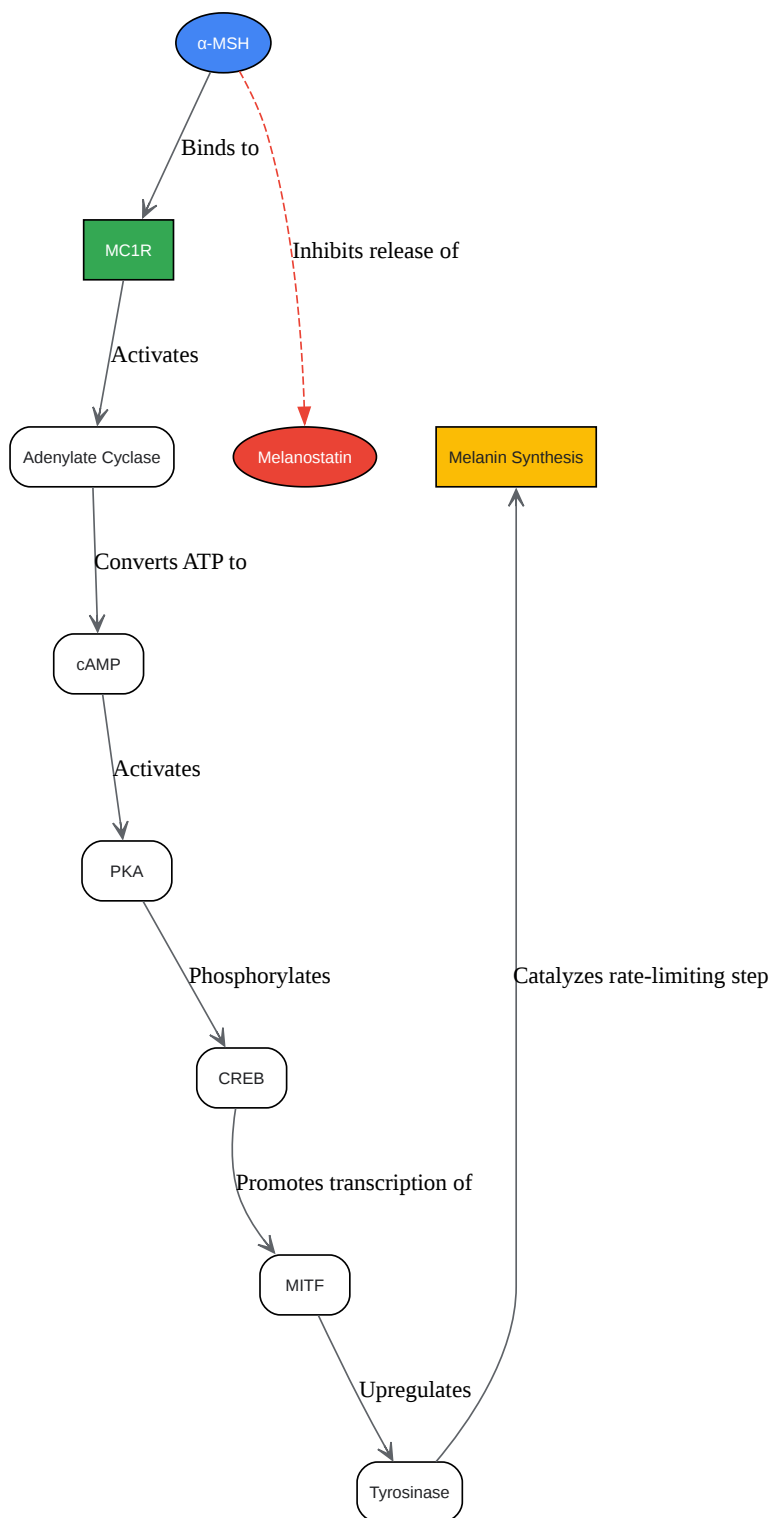 α-MSH
Binds to
MC1R
Inhibits release of
Activates
Adenylate Cyclase
Melanostatin
Melanin Synthesis
Converts ATP to
cAMP
Activates
PKA
Phosphorylates
Catalyzes rate-limiting step
CREB
Promotes transcription of
MITF
Upregulates
Tyrosinase